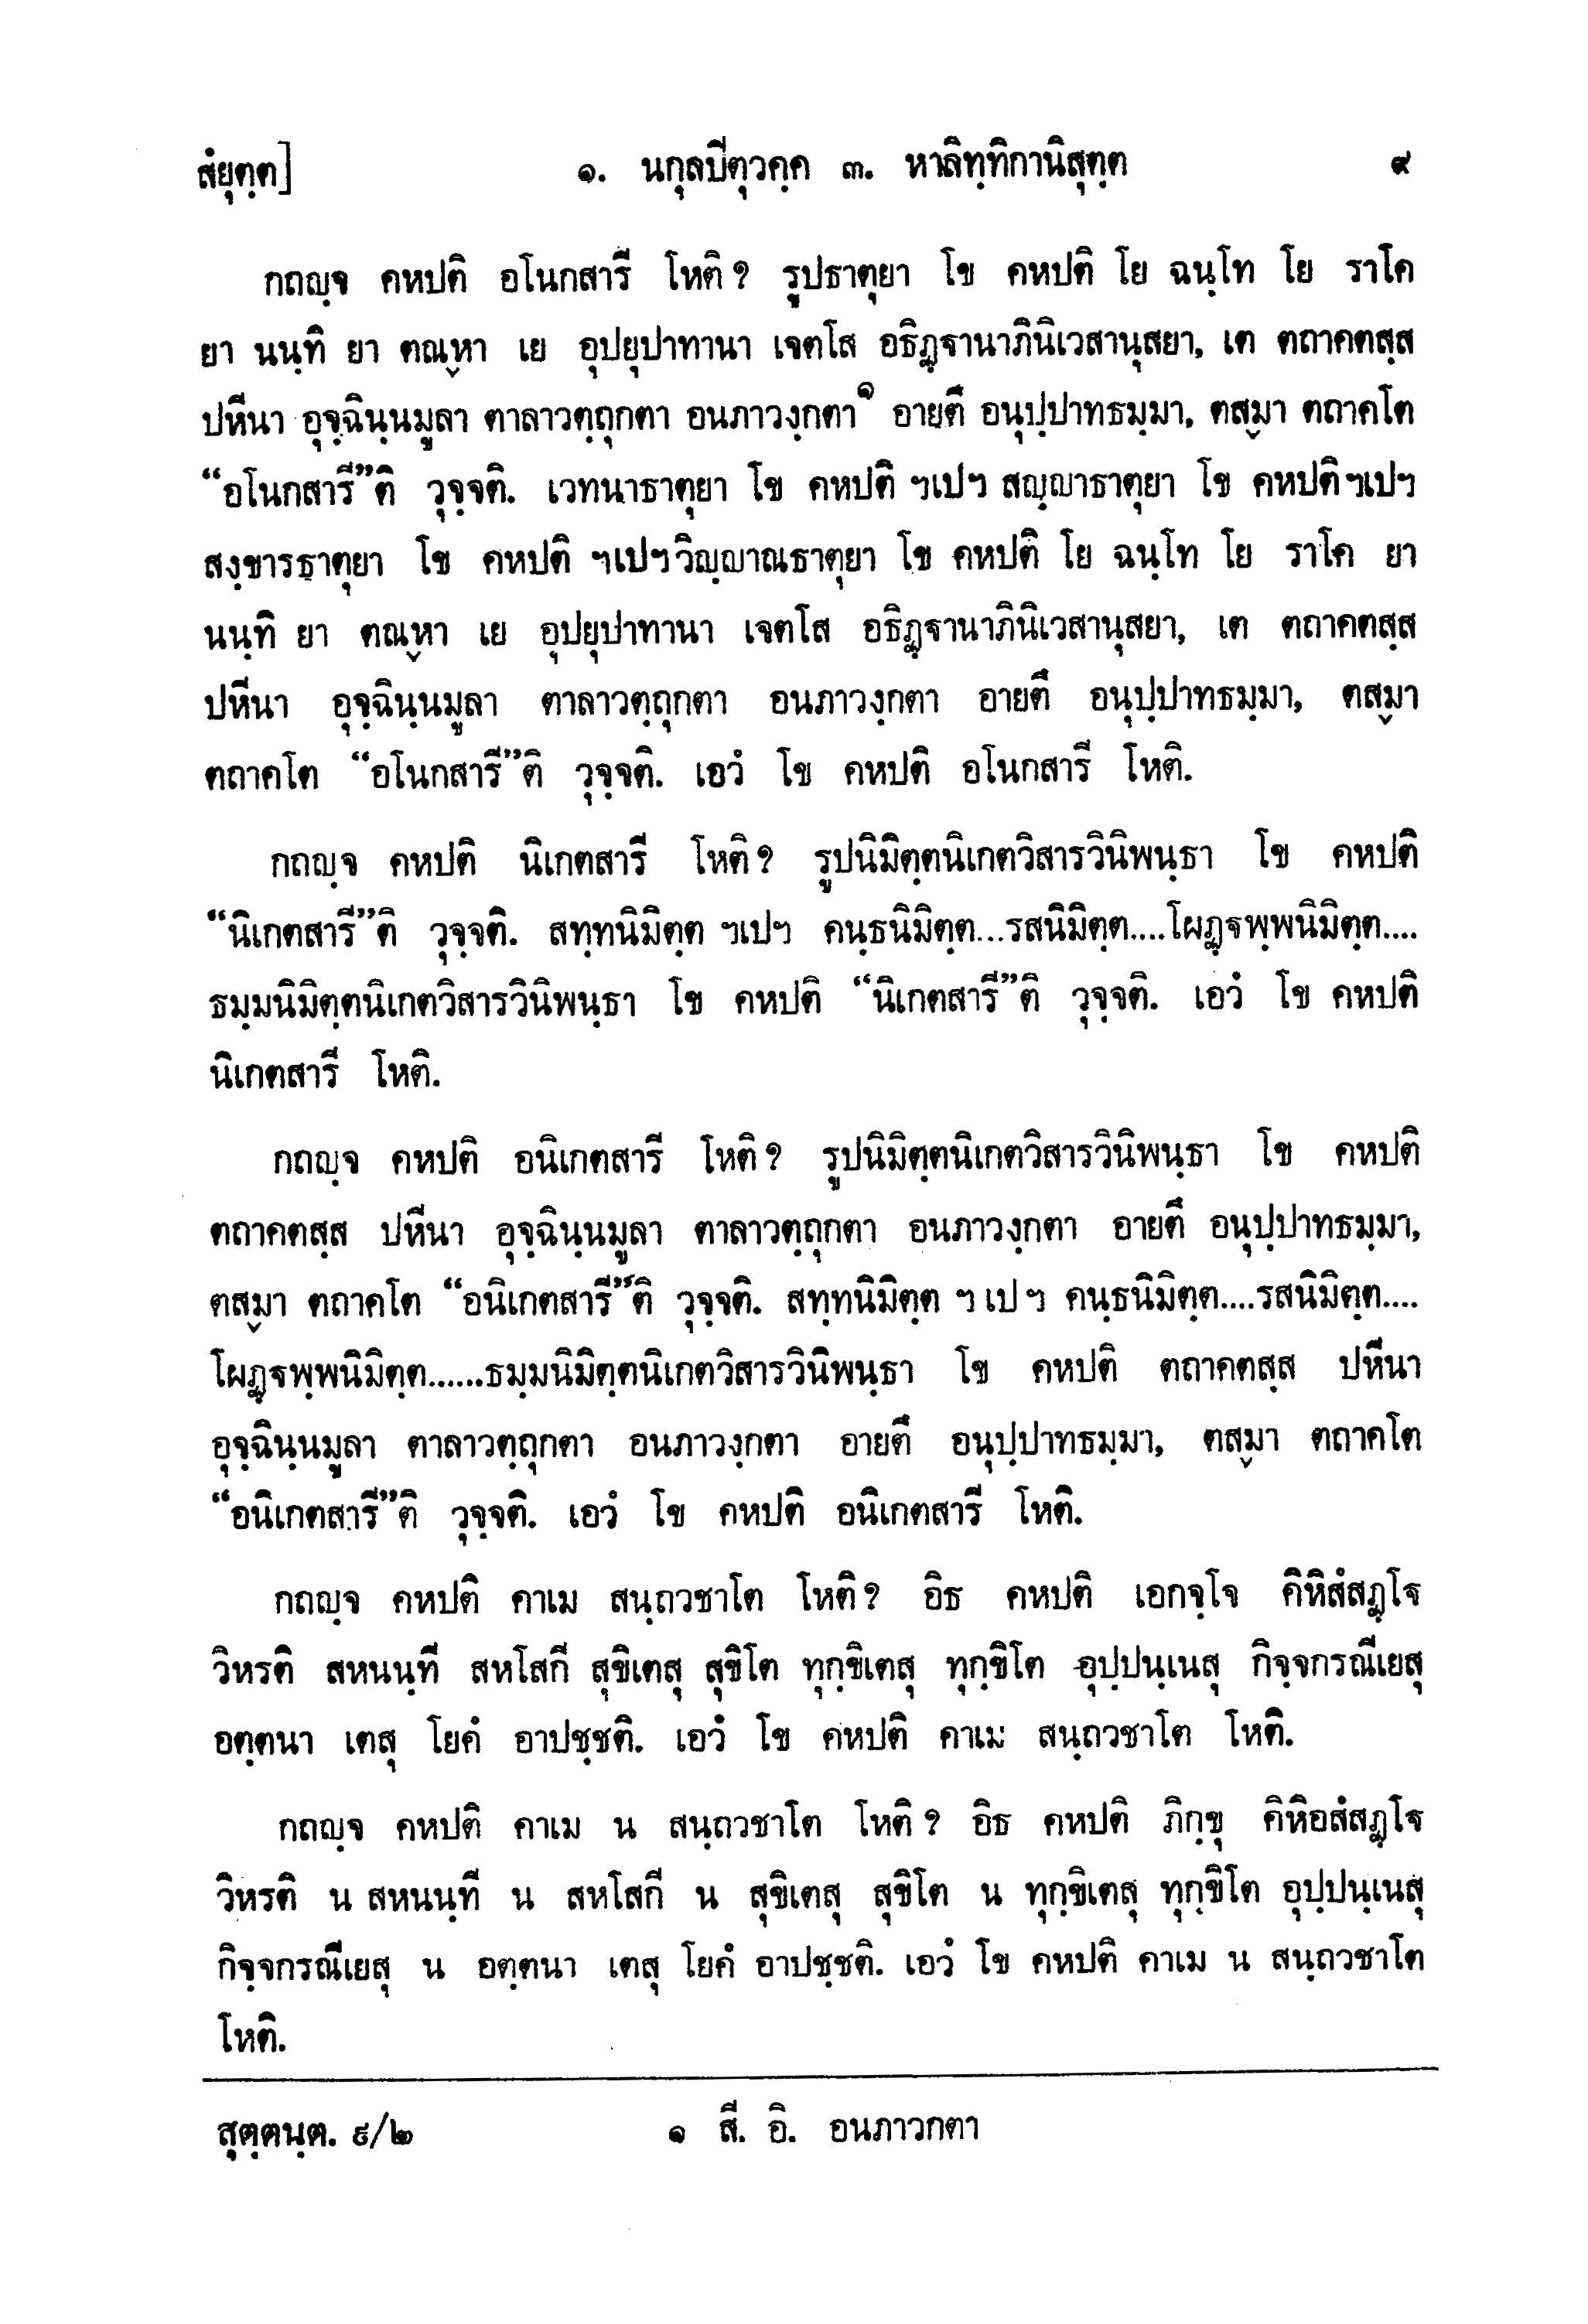 สํยุตฺต]
๑. นกุลปีตุวคฺค ๓. หาลิทฺทิกานิสุตฺต
๙
กถญฺจ คหปติ อโนกสารี โหติ? รูปธาตุยา โข คหปติ โย ฉนฺโท โย ราโค
ยา นนฺทิ ยา ตณฺหา เย อุปยุปาทานา เจตโส อธิฏฺฐานาภินิเวสานุสยา, เต ตถาคตสฺส
ปหีนา อุจฺฉินฺนมูลา ตาลาวตฺถุกตา อนภาวงฺกตา๑ อายตึ อนุปฺปาทธมฺมา, ตสฺมา ตถาคโต
“อโนกสารี”ติ วุจฺจติ. เวทนาธาตุยา โข คหปติ ฯเปฯ สญฺญาธาตุยา โข คหปติ ฯเปฯ
สงฺขารธาตุยา โข คหปติ ฯเปฯ วิญฺญาณธาตุยา โข คหปติ โย ฉนฺโท โย ราโค ยา
นนฺทิ ยา ตณฺหา เย อุปยุปาทานา เจตโส อธิฏฺฐานาภินิเวสานุสยา, เต ตถาคตสฺส
ปหีนา อุจฺฉินฺนมูลา ตาลาวตฺถุกตา อนภาวงฺกตา อายตึ อนุปฺปาทธมฺมา, ตสฺมา
ตถาคโต “อโนกสารี”ติ วุจฺจติ. เอวํ โข คหปติ อโนกสารี โหติ.
กถญฺจ คหปติ นิเกตสารี โหติ? รูปนิมิตฺตนิเกตวิสารวินิพนฺธา โข คหปติ
“นิเกตสารี”ติ วุจฺจติ. สทฺทนิมิตฺต ฯเปฯ คนฺธนิมิตฺต...รสนิมิตฺต....โผฏฺฐพฺพนิมิตฺต....
ธมฺมนิมิตฺตนิเกตวิสารวินิพนฺธา โข คหปติ “นิเกตสารี”ติ วุจฺจติ. เอวํ โข คหปติ
นิเกตสารี โหติ.
กถญฺจ คหปติ อนิเกตสารี โหติ? รูปนิมิตฺตนิเกตวิสารวินิพนฺธา โข คหปติ
ตถาคตสฺส ปหีนา อุจฺฉินฺนมูลา ตาลาวตฺถุกตา อนภาวงฺกตา อายตึ อนุปฺปาทธมฺมา,
ตสฺมา ตถาคโต “อนิเกตสารี”ติ วุจฺจติ. สทฺทนิมิตฺต ฯ เป ฯ คนฺธนิมิตฺต....รสนิมิตฺต....
โผฏฺฐพฺพนิมิตฺต......ธมฺมนิมิตฺตนิเกตวิสารวินิพนฺธา โข คหปติ ตถาคตสฺส ปหีนา
อุจฺฉินฺนมูลา ตาลาวตฺถุกตา อนภาวงฺกตา อายตึ อนุปฺปาทธมฺมา, ตสฺมา ตถาคโต
“อนิเกตสารี”ติ วุจฺจติ. เอวํ โข คหปติ อนิเกตสารี โหติ.
กถญฺจ คหปติ คาเม สนฺถวชาโต โหติ? อิธ คหปติ เอกจฺโจ คิหิสํสฏฺโฐ
วิหรติ สหนนฺที สหโสกี สุขิเตสุ สุขิโต ทุกฺขิเตสุ ทุกฺขิโต อุปฺปนฺเนสุ กิจฺจกรณีเยสุ
อตฺตนา เตสุ โยคํ อาปชฺชติ. เอวํ โข คหปติ คาเม สนฺถวชาโต โหติ.
กถญฺจ คหปติ คาเม น สนฺถวชาโต โหติ? อิธ คหปติ ภิกฺขุ คิหิอสํสฏฺโฐ
วิหรติ น สหนนฺที น สหโสกี น สุขิเตสุ สุขิโต น ทุกฺขิเตสุ ทุกฺขิโต อุปฺปนฺเนสุ
กิจฺจกรณีเยสุ น อตฺตนา เตสุ โยคํ อาปชฺชติ. เอวํ โข คหปติ คาเม น สนฺถวชาโต
โหติ.
สุตฺตนฺต. ๙/๒
๑ สี. อิ. อนภาวกตา